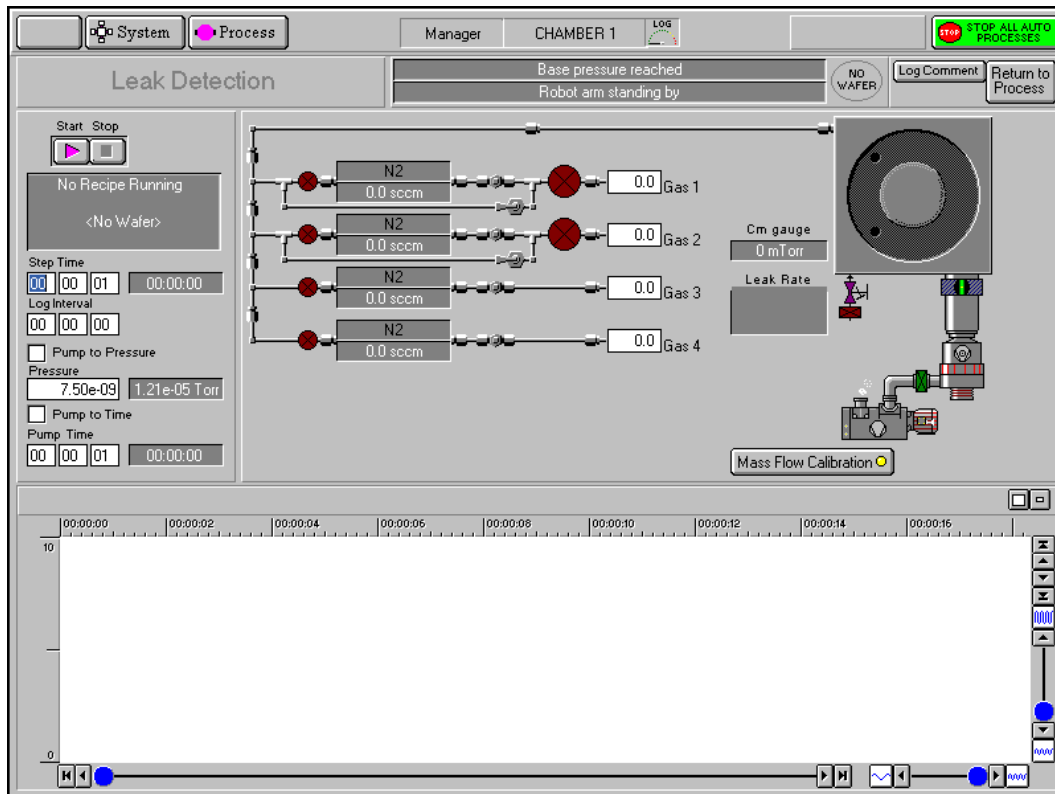 System
Process
Manager
CHAMBER 1
LOG
STOP
STOP ALL AUTO
PROCESSES
Leak Detection
Base pressure reached
Robot arm standing by
NO
WAFER
Log Comment
Return to
Process
Start Stop
No Recipe Running
<No Wafer>
Step Time
00 00 01 00:00:00
Log Interval
00 00 00
Pump to Pressure
Pressure
7.50e-09 1.21e-05 Torr
Pump to Time
Pump Time
00 00 01 00:00:00
N2
0.0 sccm
0.0 Gas 1
N2
0.0 sccm
0.0 Gas 2
N2
0.0 sccm
0.0 Gas 3
N2
0.0 sccm
0.0 Gas 4
Cm gauge
0 mTorr
Leak Rate
Mass Flow Calibration
00:00:00 00:00:02 00:00:04 00:00:06 00:00:08 00:00:10 00:00:12 00:00:14 00:00:16
10
0